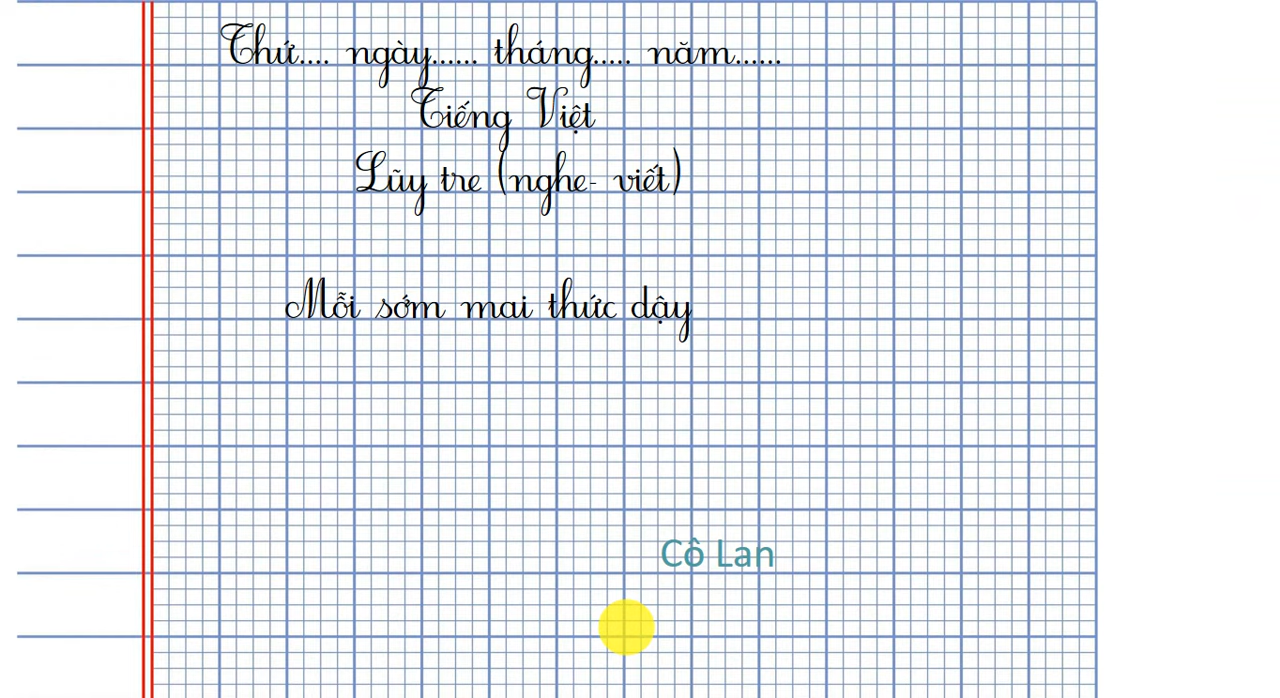 Thứ.... ngày...... tháng..... năm......
Tiếng Việt
Lũy tre (nghe- viết)
Mỗi sớm mai thức dậy
Cô Lan